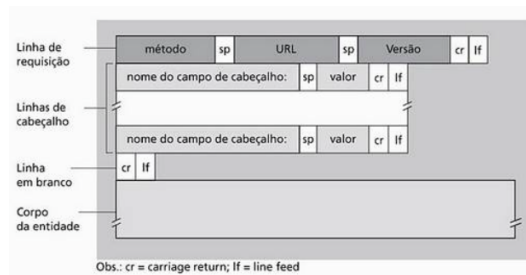 Linha de requisição método sp URL sp Versão cr lf
nome do campo de cabeçalho: sp valor cr lf
Linhas de cabeçalho
nome do campo de cabeçalho: sp valor cr lf
Linha em branco cr lf
Corpo da entidade
Obs.: cr = carriage return; lf = line feed